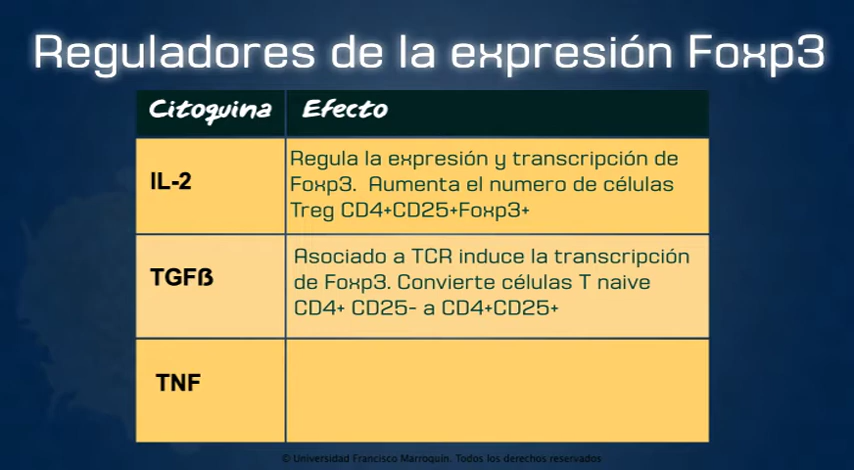 Reguladores de la expresión Foxp3
Citoquina Efecto
IL-2
Regula la expresión y transcripción de
Foxp3. Aumenta el numero de células
Treg CD4+CD25+Foxp3+
TGFß
Asociado a TCR induce la transcripción
de Foxp3. Convierte células T naive
CD4+ CD25- a CD4+CD25+
TNF
© Universidad Francisco Marroquín. Todos los derechos reservados